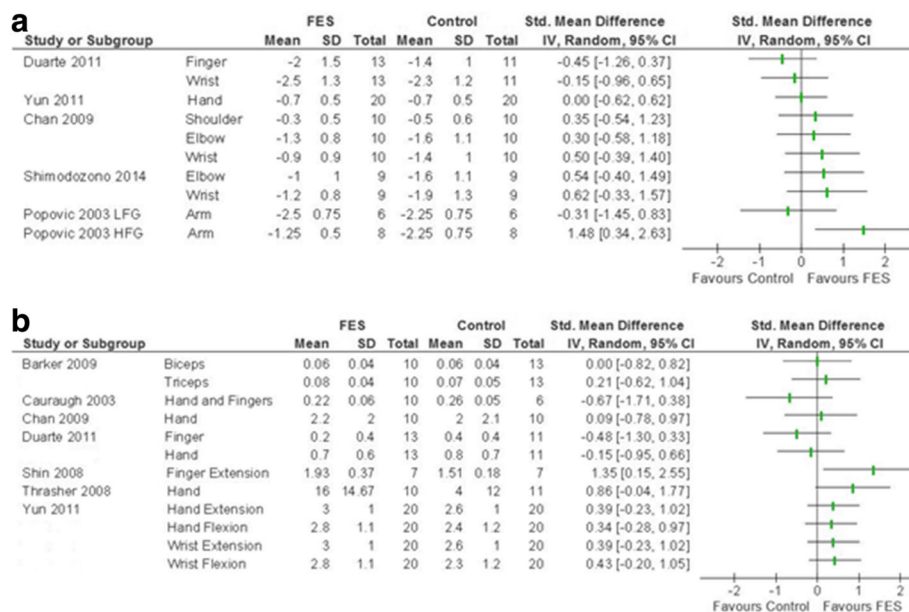 a
FES Control Std. Mean Difference Std. Mean Difference
Study or Subgroup Mean SD Total Mean SD Total IV, Random, 95% CI IV, Random, 95% CI
Duarte 2011 Finger -2 1.5 13 -1.4 1 11 -0.45 [-1.26, 0.37]
Wrist -2.5 1.3 13 -2.3 1.2 11 -0.15 [-0.96, 0.65]
Yun 2011 Hand -0.7 0.5 20 -0.7 0.5 20 0.00 [-0.62, 0.62]
Chan 2009 Shoulder -0.3 0.5 10 -0.5 0.6 10 0.35 [-0.54, 1.23]
Elbow -1.3 0.8 10 -1.6 1.1 10 0.30 [-0.58, 1.18]
Wrist -0.9 0.9 10 -1.4 1 10 0.50 [-0.39, 1.40]
Shimodozono 2014 Elbow -1 1 9 -1.6 1.1 9 0.54 [-0.40, 1.49]
Wrist -1.2 0.8 9 -1.9 1.3 9 0.62 [-0.33, 1.57]
Popovic 2003 LFG Arm -2.5 0.75 6 -2.25 0.75 6 -0.31 [-1.45, 0.83]
Popovic 2003 HFG Arm -1.25 0.5 8 -2.25 0.75 8 1.48 [0.34, 2.63]
-2 -1 0 1 2
Favours Control Favours FES
b
FES Control Std. Mean Difference Std. Mean Difference
Study or Subgroup Mean SD Total Mean SD Total IV, Random, 95% CI IV, Random, 95% CI
Barker 2009 Biceps 0.06 0.04 10 0.06 0.04 13 0.00 [-0.82, 0.82]
Triceps 0.08 0.04 10 0.07 0.05 13 0.21 [-0.62, 1.04]
Cauraugh 2003 Hand and Fingers 0.22 0.06 10 0.26 0.05 6 -0.67 [-1.71, 0.38]
Chan 2009 Hand 2.2 2 10 2 2.1 10 0.09 [-0.78, 0.97]
Duarte 2011 Finger 0.2 0.4 13 0.4 0.4 11 -0.48 [-1.30, 0.33]
Hand 0.7 0.6 13 0.8 0.7 11 -0.15 [-0.95, 0.66]
Shin 2008 Finger Extension 1.93 0.37 7 1.51 0.18 7 1.35 [0.15, 2.55]
Thrasher 2008 Hand 16 14.67 10 4 12 11 0.86 [-0.04, 1.77]
Yun 2011 Hand Extension 3 1 20 2.6 1 20 0.39 [-0.23, 1.02]
Hand Flexion 2.8 1.1 20 2.4 1.2 20 0.34 [-0.28, 0.97]
Wrist Extension 3 1 20 2.6 1 20 0.39 [-0.23, 1.02]
Wrist Flexion 2.8 1.1 20 2.3 1.2 20 0.43 [-0.20, 1.05]
-2 -1 0 1 2
Favours Control Favours FES